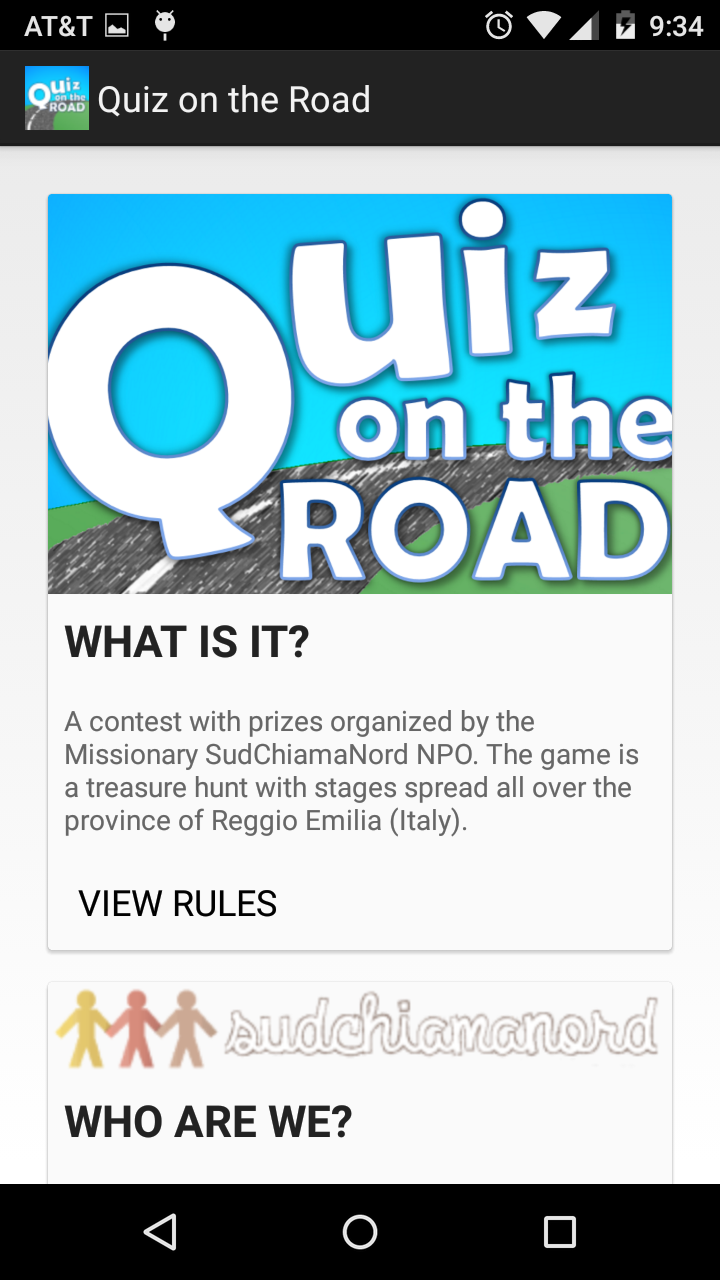 AT&T 9:34
Quiz on the ROAD Quiz on the Road
Quiz
on the
ROAD
WHAT IS IT?
A contest with prizes organized by the
Missionary SudChiamaNord NPO. The game is
a treasure hunt with stages spread all over the
province of Reggio Emilia (Italy).
VIEW RULES
sudchiamanord
WHO ARE WE?